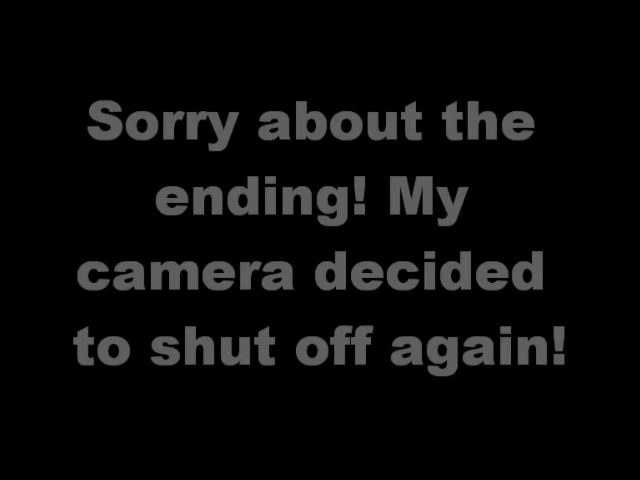 Sorry about the
ending! My
camera decided
to shut off again!